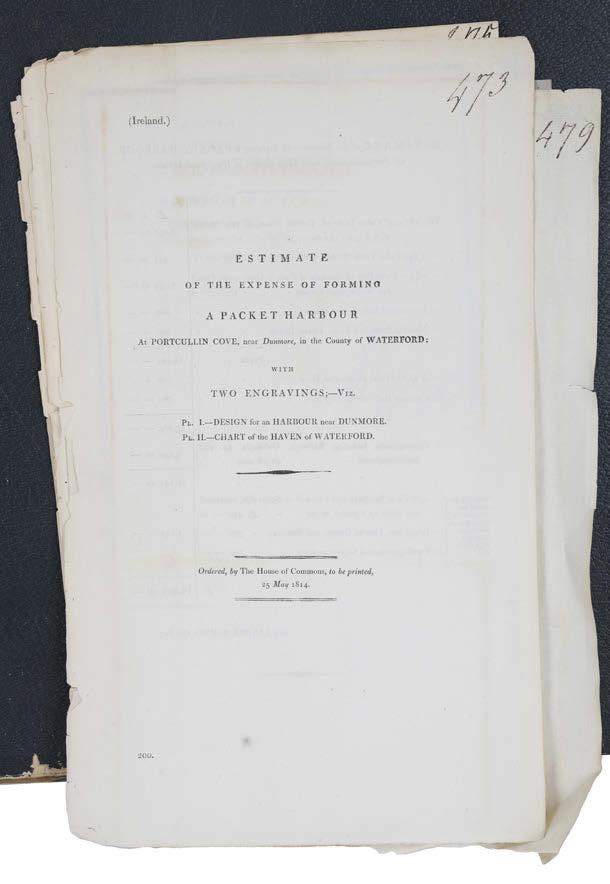 473
479
(Ireland.)
ESTIMATE
OF THE EXPENSE OF FORMING
A PACKET HARBOUR
At PORTCULLIN COVE, near Dunmore, in the County of WATERFORD:
WITH
TWO ENGRAVINGS;—Viz.
Pl. I.—DESIGN for an HARBOUR near DUNMORE.
Pl. II.—CHART of the HAVEN of WATERFORD.
Ordered, by The House of Commons, to be printed,
25 May 1814.
200.